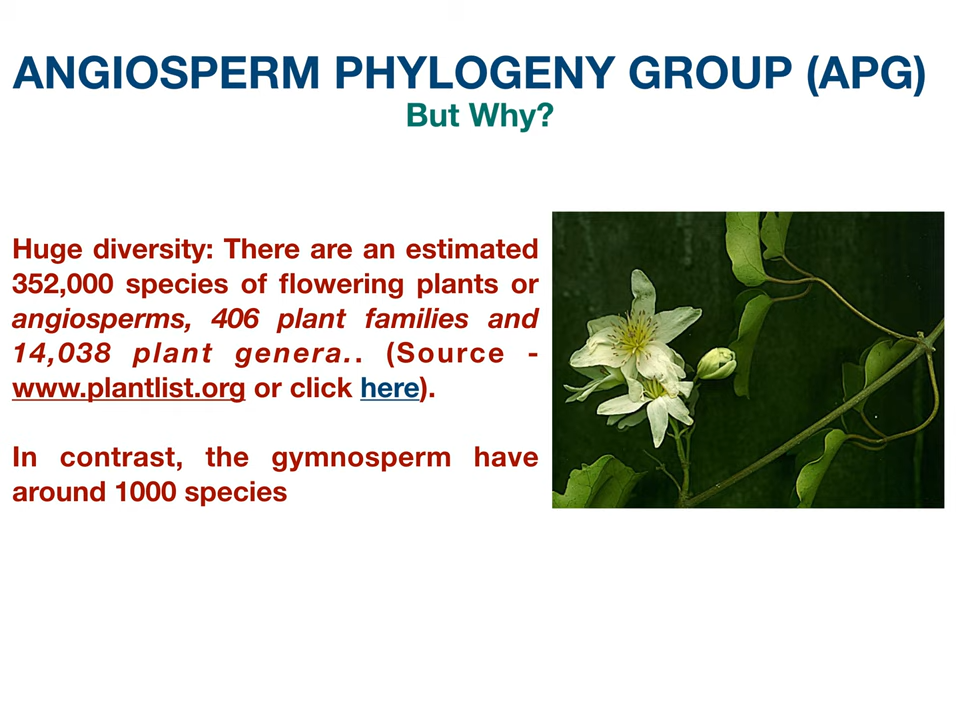 ANGIOSPERM PHYLOGENY GROUP (APG)
But Why?
Huge diversity: There are an estimated
352,000 species of flowering plants or
angiosperms, 406 plant families and
14,038 plant genera.. (Source -
www.plantlist.org or click here).
In contrast, the gymnosperm have
around 1000 species